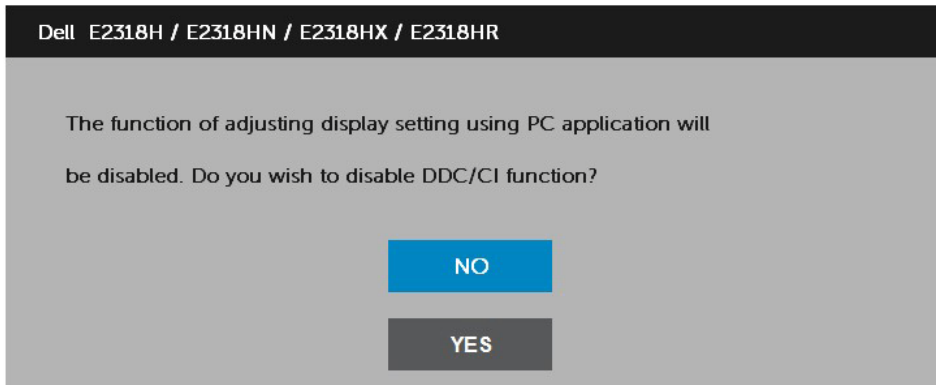 Dell E2318H / E2318HN / E2318HX / E2318HR
The function of adjusting display setting using PC application will
be disabled. Do you wish to disable DDC/CI function?
NO
YES